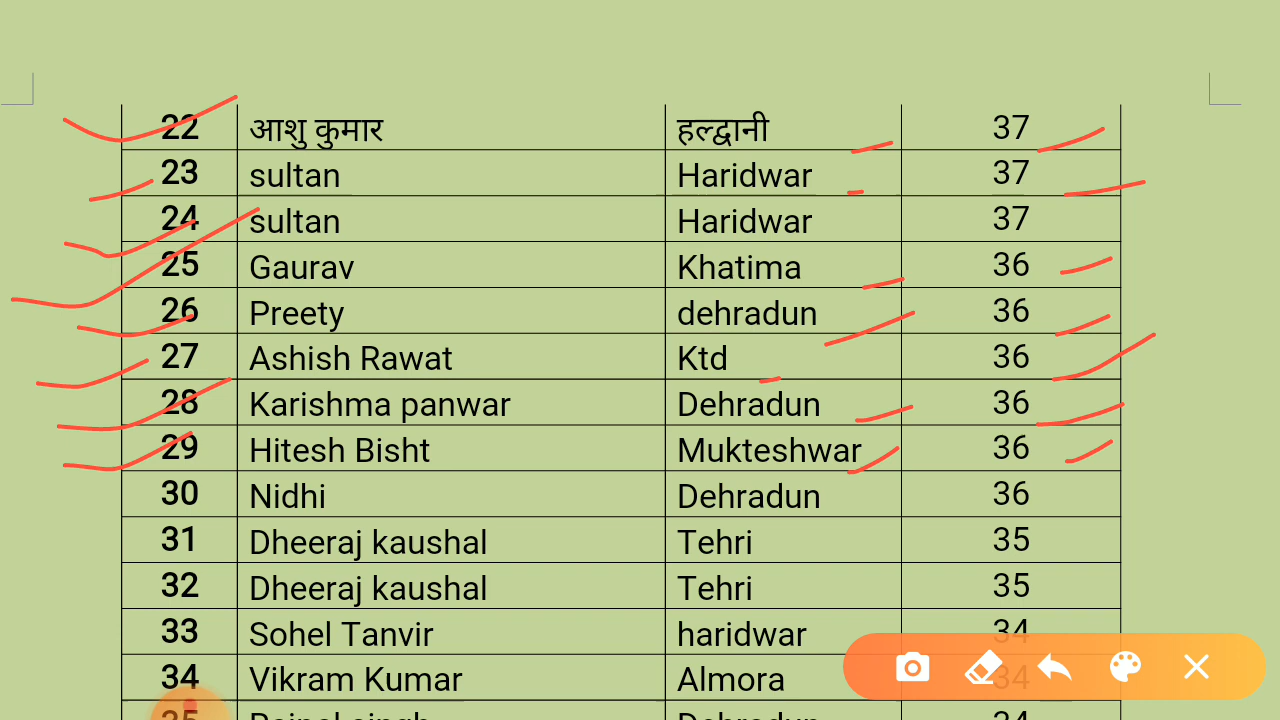 22 आशु कुमार हल्द्वानी 37
23 sultan Haridwar 37
24 sultan Haridwar 37
25 Gaurav Khatima 36
26 Preety dehradun 36
27 Ashish Rawat Ktd 36
28 Karishma panwar Dehradun 36
29 Hitesh Bisht Mukteshwar 36
30 Nidhi Dehradun 36
31 Dheeraj kaushal Tehri 35
32 Dheeraj kaushal Tehri 35
33 Sohel Tanvir haridwar 34
34 Vikram Kumar Almora 34
35 Dehradun 34